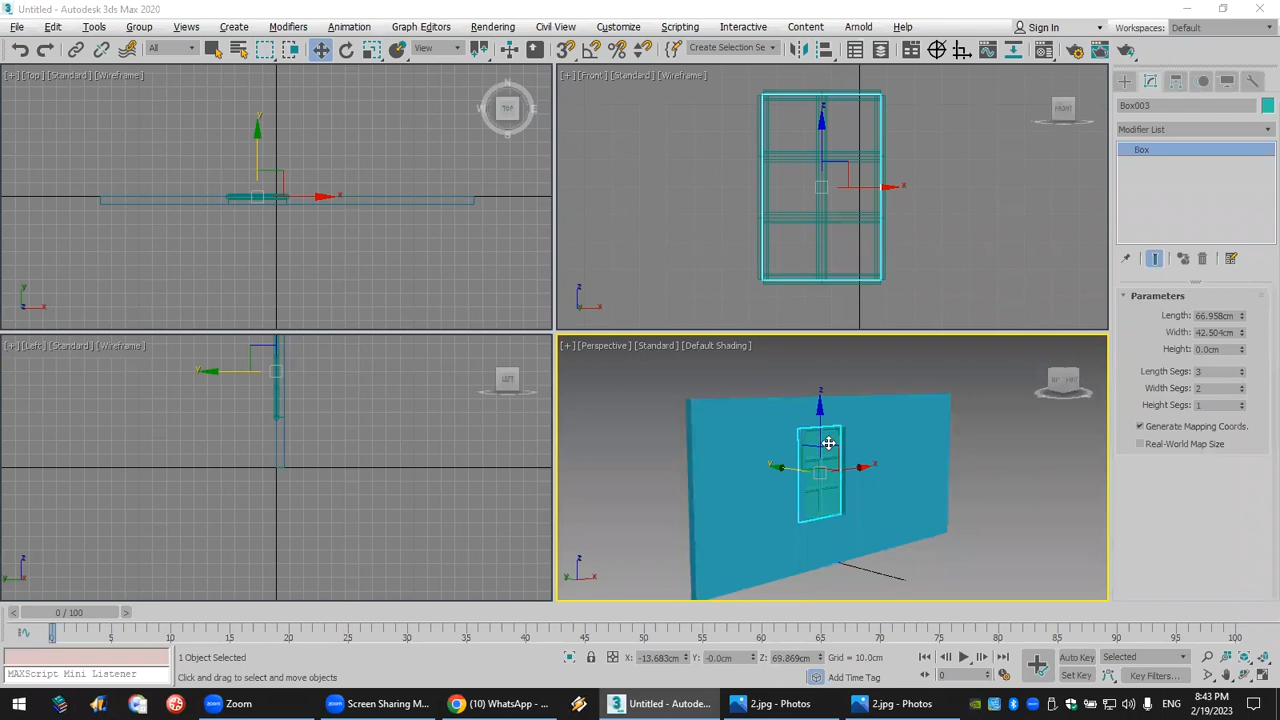 Untitled - Autodesk 3ds Max 2020
File Edit Tools Group Views Create Modifiers Animation Graph Editors Rendering Civil View Customize Scripting Interactive Content Arnold Help Sign In Workspaces: Default
All View Create Selection Se
[+] [Top] [Standard] [Wireframe]
N
W TOP E
[+] [Front] [Standard] [Wireframe]
FRONT
y
x
z
x
y
z x
z
x
[+] [Left] [Standard] [Wireframe]
LEFT
y
z
y
[+] [Perspective] [Standard] [Default Shading]
z
y x
z
y x
Box003
Modifier List
Box
Parameters
Length: 66.958cm
Width: 42.504cm
Height: 0.0cm
Length Segs: 3
Width Segs: 2
Height Segs: 1
Generate Mapping Coords.
Real-World Map Size
0 / 100
0 5 10 15 20 25 30 35 40 45 50 55 60 65 70 75 80 85 90 95 100
MAXScript Mini Listener
1 Object Selected
Click and drag to select and move objects
X: -13.683cm Y: -0.0cm Z: 69.869cm Grid = 10.0cm
Add Time Tag
0
Auto Key Selected
Set Key Key Filters...
Zoom
Screen Sharing M...
(10) WhatsApp - ...
Untitled - Autode...
2.jpg - Photos
2.jpg - Photos
ENG
8:43 PM
2/19/2023